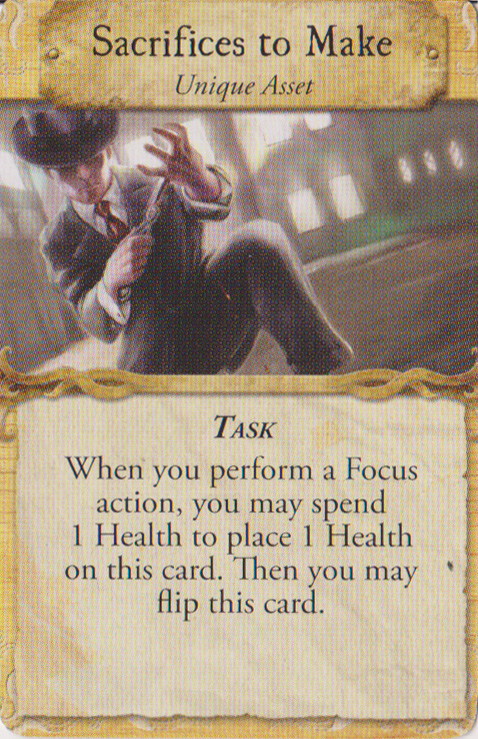 Sacrifices to Make
Unique Asset
TASK
When you perform a Focus
action, you may spend
1 Health to place 1 Health
on this card. Then you may
flip this card.